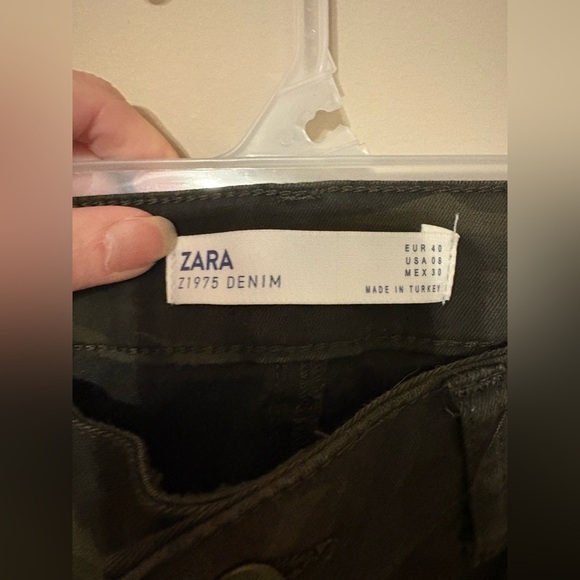 ZARA
Z1975 DENIM
EUR 40
USA 08
MEX 30
MADE IN TURKEY